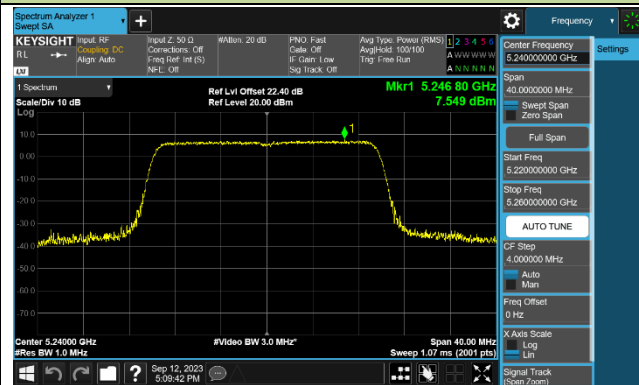 Spectrum Analyzer 1
Swept SA
Frequency
KEYSIGHT
RL
LXI
Input: RF
Coupling: DC
Align: Auto
Input Z: 50 Ω
Corrections: Off
Freq Ref: Int (S)
NFE: Off
#Atten: 20 dB
PNO: Fast
Gate: Off
IF Gain: Low
Sig Track: Off
Avg Type: Power (RMS)
Avg|Hold: 100/100
Trig: Free Run
1 2 3 4 5 6
A W W W W W
A N N N N N
1 Spectrum
Scale/Div 10 dB
Log
Ref Lvl Offset 22.40 dB
Ref Level 20.00 dBm
Mkr1 5.246 80 GHz
7.549 dBm
1
10.0
0.00
-10.0
-20.0
-30.0
-40.0
-50.0
-60.0
-70.0
Center 5.24000 GHz
#Res BW 1.0 MHz
#Video BW 3.0 MHz*
Span 40.00 MHz
Sweep 1.07 ms (2001 pts)
Sep 12, 2023
5:09:42 PM
Center Frequency
5.240000000 GHz
Settings
Span
40.0000000 MHz
Swept Span
Zero Span
Full Span
Start Freq
5.220000000 GHz
Stop Freq
5.260000000 GHz
AUTO TUNE
CF Step
4.000000 MHz
Auto
Man
Freq Offset
0 Hz
X Axis Scale
Log
Lin
Signal Track
(Span Zoom)